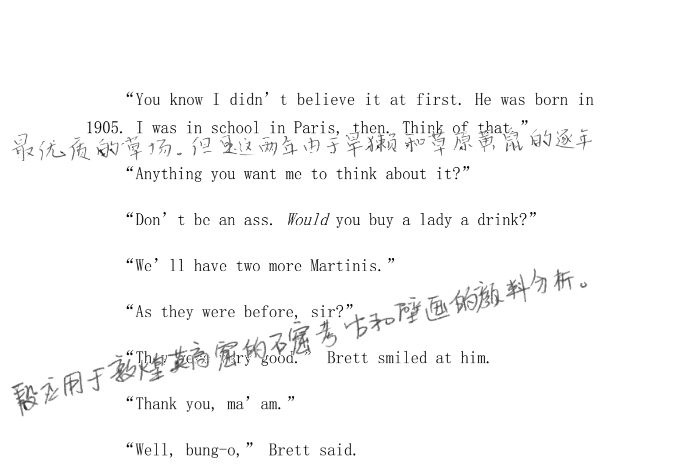 “You know I didn’t believe it at first. He was born in
1905. I was in school in Paris, then. Think of that.”
最优质的草场。但是这两年由于旱獭和草原黄鼠的逐年
“Anything you want me to think about it?”
“Don’t be an ass. Would you buy a lady a drink?”
“We’ll have two more Martinis.”
“As they were before, sir?”
段应用于敦煌莫高窟的石窟考古和壁画的颜料分析。
“They were very good.” Brett smiled at him.
“Thank you, ma’am.”
“Well, bung-o,” Brett said.